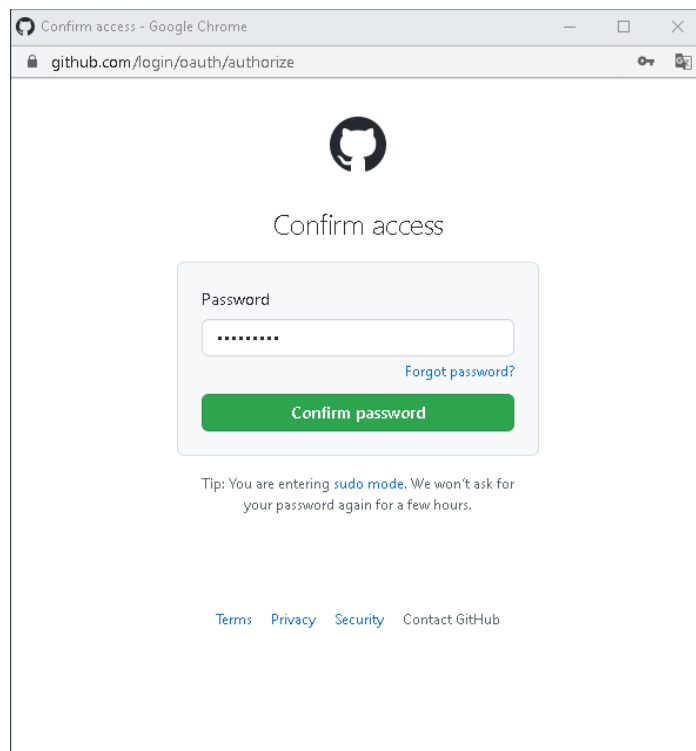 Confirm access - Google Chrome
github.com/login/oauth/authorize
Confirm access
Password
•••••••••
Forgot password?
Confirm password
Tip: You are entering sudo mode. We won't ask for
your password again for a few hours.
Terms Privacy Security Contact GitHub